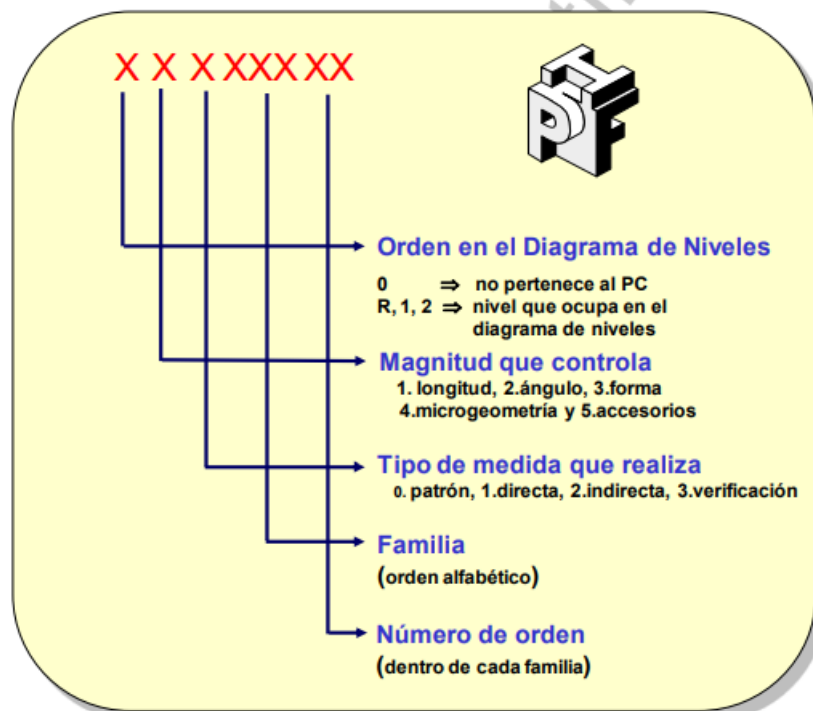 X X X XXX XX
Orden en el Diagrama de Niveles
0 ⇒ no pertenece al PC
R, 1, 2 ⇒ nivel que ocupa en el
diagrama de niveles
Magnitud que controla
1. longitud, 2.ángulo, 3.forma
4.microgeometría y 5.accesorios
Tipo de medida que realiza
0. patrón, 1.directa, 2.indirecta, 3.verificación
Familia
(orden alfabético)
Número de orden
(dentro de cada familia)